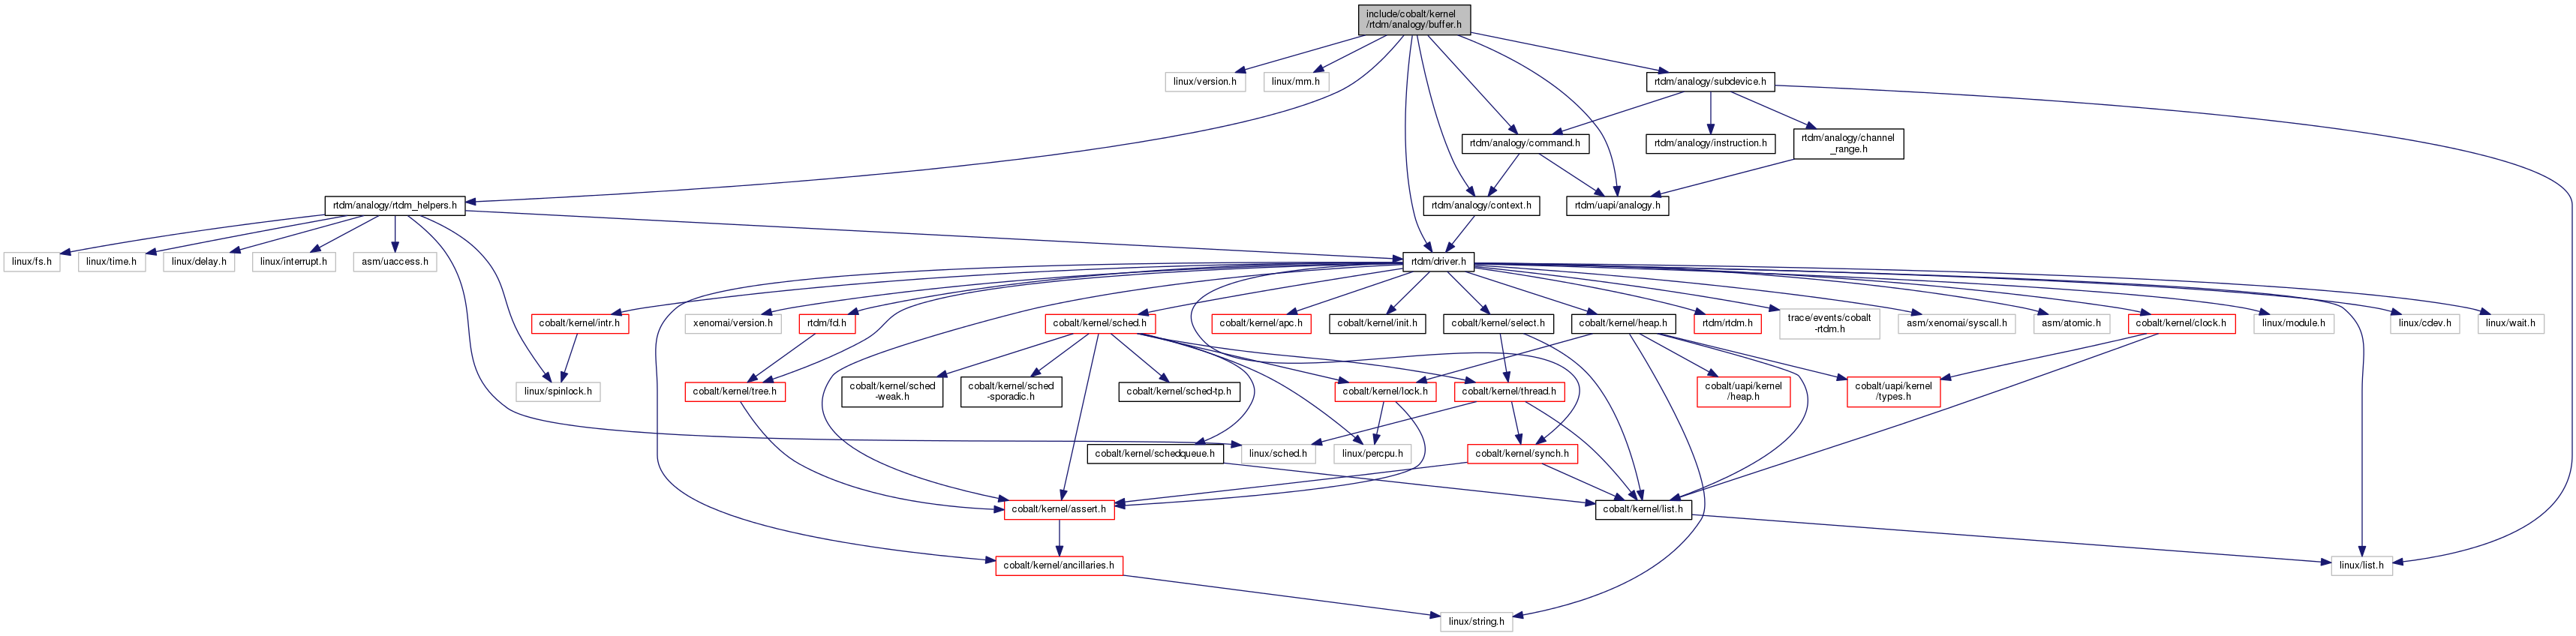 include/cobalt/kernel
/rtdm/analogy/buffer.h
linux/version.h
linux/mm.h
rtdm/analogy/subdevice.h
rtdm/analogy/command.h
rtdm/analogy/instruction.h
rtdm/analogy/channel
_range.h
rtdm/analogy/rtdm_helpers.h
rtdm/analogy/context.h
rtdm/uapi/analogy.h
linux/fs.h
linux/time.h
linux/delay.h
linux/interrupt.h
asm/uaccess.h
rtdm/driver.h
cobalt/kernel/intr.h
xenomai/version.h
rtdm/fd.h
cobalt/kernel/sched.h
cobalt/kernel/apc.h
cobalt/kernel/init.h
cobalt/kernel/select.h
cobalt/kernel/heap.h
rtdm/rtdm.h
trace/events/cobalt
-rtdm.h
asm/xenomai/syscall.h
asm/atomic.h
cobalt/kernel/clock.h
linux/module.h
linux/cdev.h
linux/wait.h
linux/spinlock.h
cobalt/kernel/tree.h
cobalt/kernel/sched
-weak.h
cobalt/kernel/sched
-sporadic.h
cobalt/kernel/sched-tp.h
cobalt/kernel/lock.h
cobalt/kernel/thread.h
cobalt/uapi/kernel
/heap.h
cobalt/uapi/kernel
/types.h
cobalt/kernel/schedqueue.h
linux/sched.h
linux/percpu.h
cobalt/kernel/synch.h
cobalt/kernel/assert.h
cobalt/kernel/list.h
cobalt/kernel/ancillaries.h
linux/list.h
linux/string.h